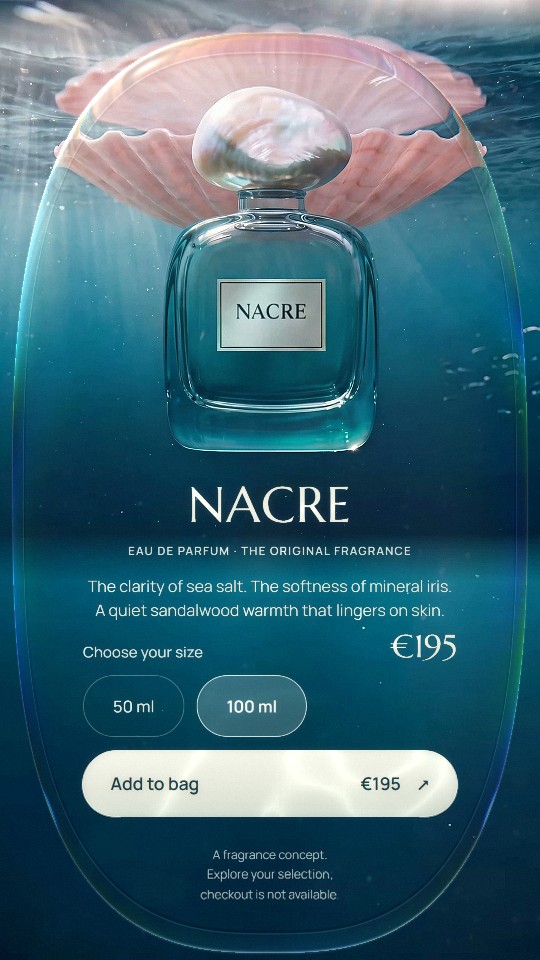 NACRE
NACRE
EAU DE PARFUM · THE ORIGINAL FRAGRANCE
The clarity of sea salt. The softness of mineral iris.
A quiet sandalwood warmth that lingers on skin.
Choose your size
€195
50 ml
100 ml
Add to bag
€195 ↗
A fragrance concept.
Explore your selection,
checkout is not available.